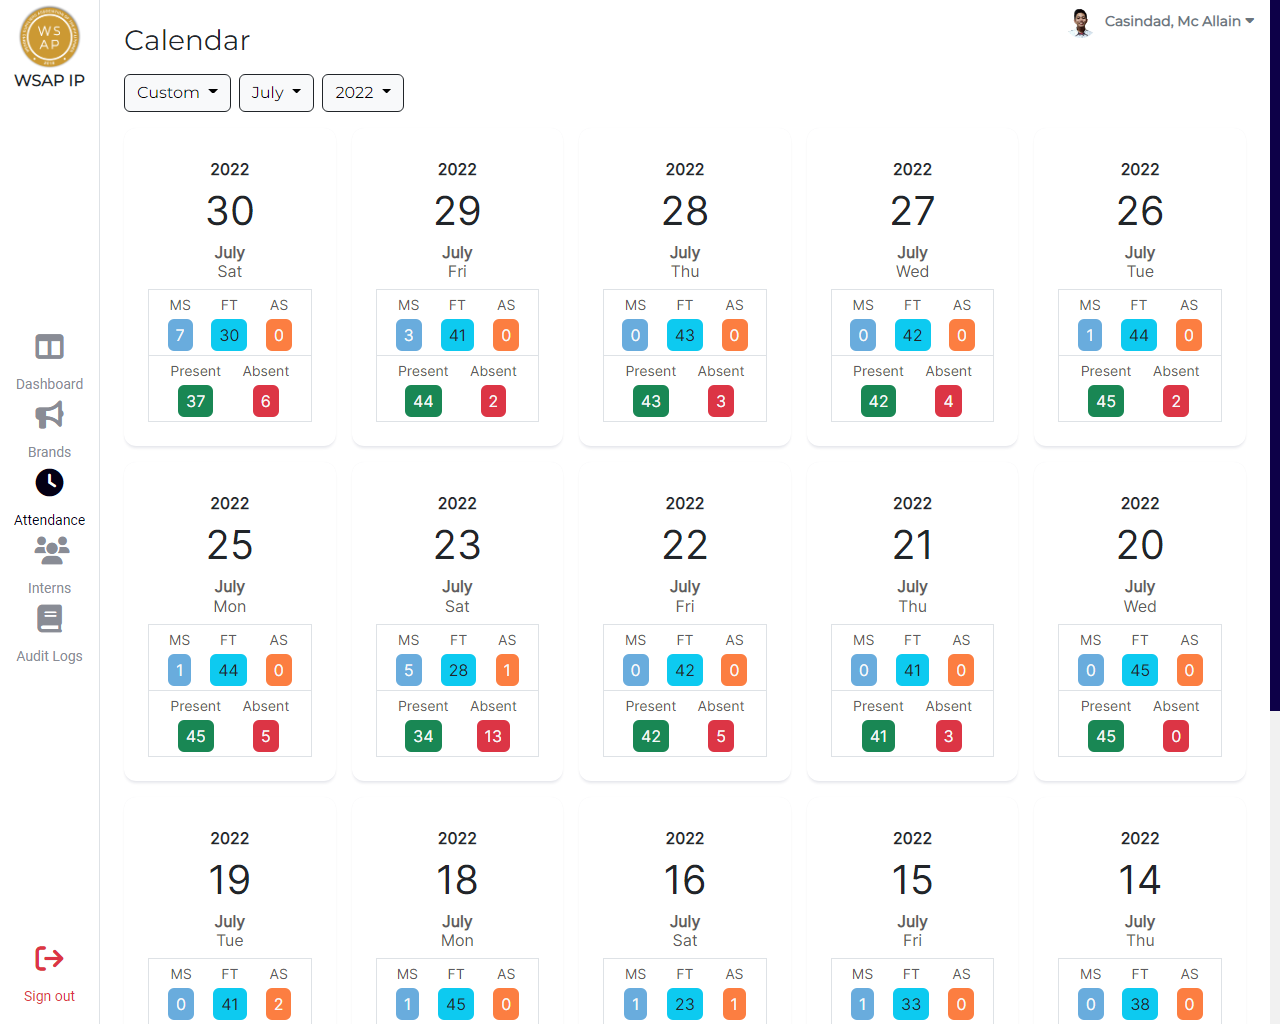 WS
AP
WSAP IP
Casindad, Mc Allain
Calendar
Custom July 2022
2022 2022 2022 2022 2022
30 29 28 27 26
July July July July July
Sat Fri Thu Wed Tue
MS FT AS MS FT AS MS FT AS MS FT AS MS FT AS
7 30 0 3 41 0 0 43 0 0 42 0 1 44 0
Present Absent Present Absent Present Absent Present Absent Present Absent
37 6 44 2 43 3 42 4 45 2
Dashboard
Brands
Attendance
Interns
Audit Logs
2022 2022 2022 2022 2022
25 23 22 21 20
July July July July July
Mon Sat Fri Thu Wed
MS FT AS MS FT AS MS FT AS MS FT AS MS FT AS
1 44 0 5 28 1 0 42 0 0 41 0 0 45 0
Present Absent Present Absent Present Absent Present Absent Present Absent
45 5 34 13 42 5 41 3 45 0
2022 2022 2022 2022 2022
19 18 16 15 14
July July July July July
Tue Mon Sat Fri Thu
MS FT AS MS FT AS MS FT AS MS FT AS MS FT AS
0 41 2 1 45 0 1 23 1 1 33 0 0 38 0
Sign out